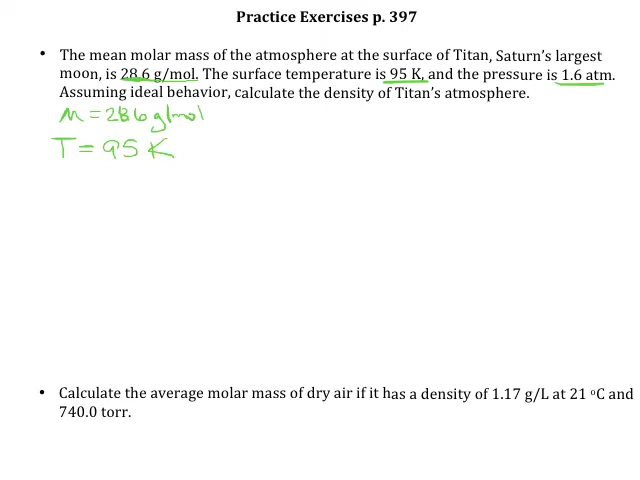 Practice Exercises p. 397
• The mean molar mass of the atmosphere at the surface of Titan, Saturn's largest
moon, is 28.6 g/mol. The surface temperature is 95 K, and the pressure is 1.6 atm.
Assuming ideal behavior, calculate the density of Titan's atmosphere.
M = 28.6 g/mol
T = 95 K
• Calculate the average molar mass of dry air if it has a density of 1.17 g/L at 21 °C and
740.0 torr.